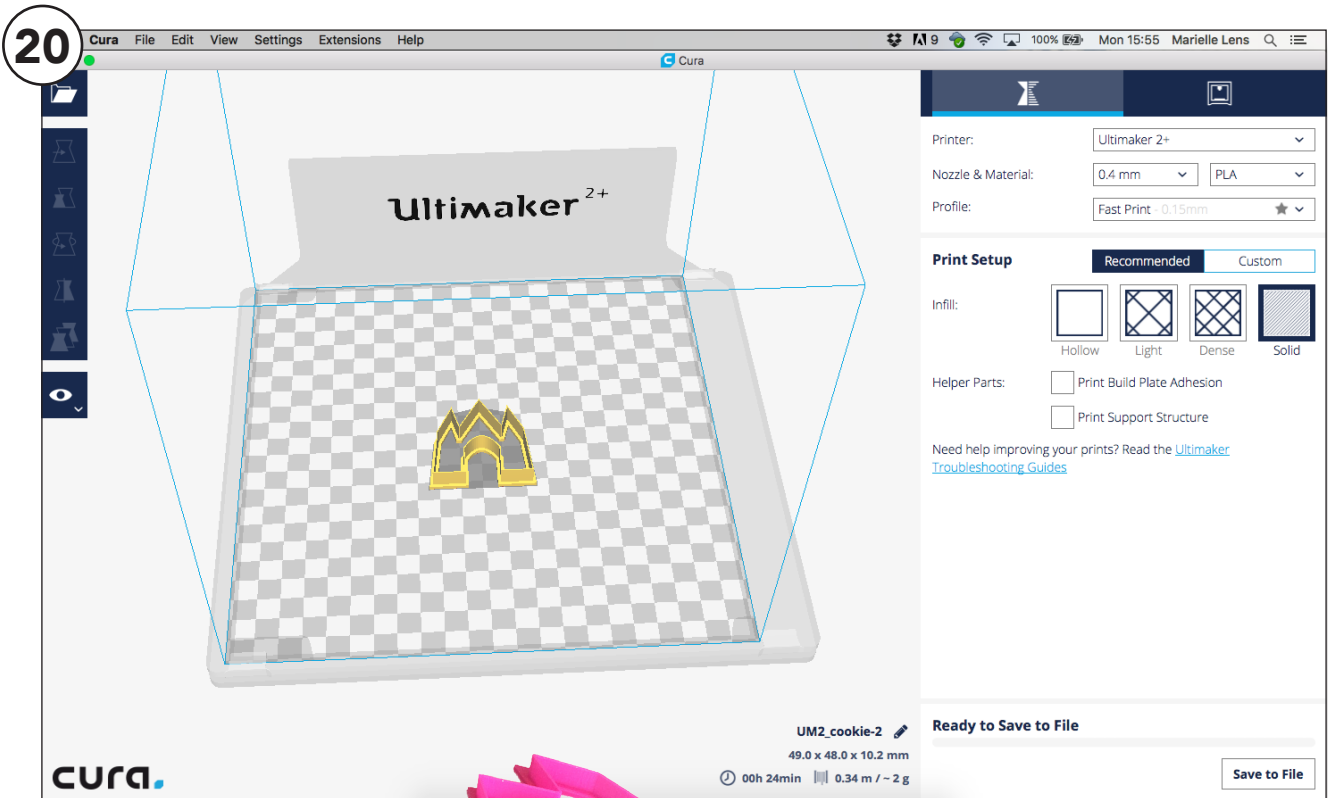 20
Cura File Edit View Settings Extensions Help
9 100% Mon 15:55 Marielle Lens
Cura
Ultimaker 2+
Printer: Ultimaker 2+
Nozzle & Material: 0.4 mm PLA
Profile: Fast Print - 0.15mm
Print Setup Recommended Custom
Infill:
Hollow Light Dense Solid
Helper Parts: Print Build Plate Adhesion
Print Support Structure
Need help improving your prints? Read the Ultimaker
Troubleshooting Guides
UM2_cookie-2
49.0 x 48.0 x 10.2 mm
00h 24min 0.34 m / ~ 2 g
Ready to Save to File
Save to File
cura.